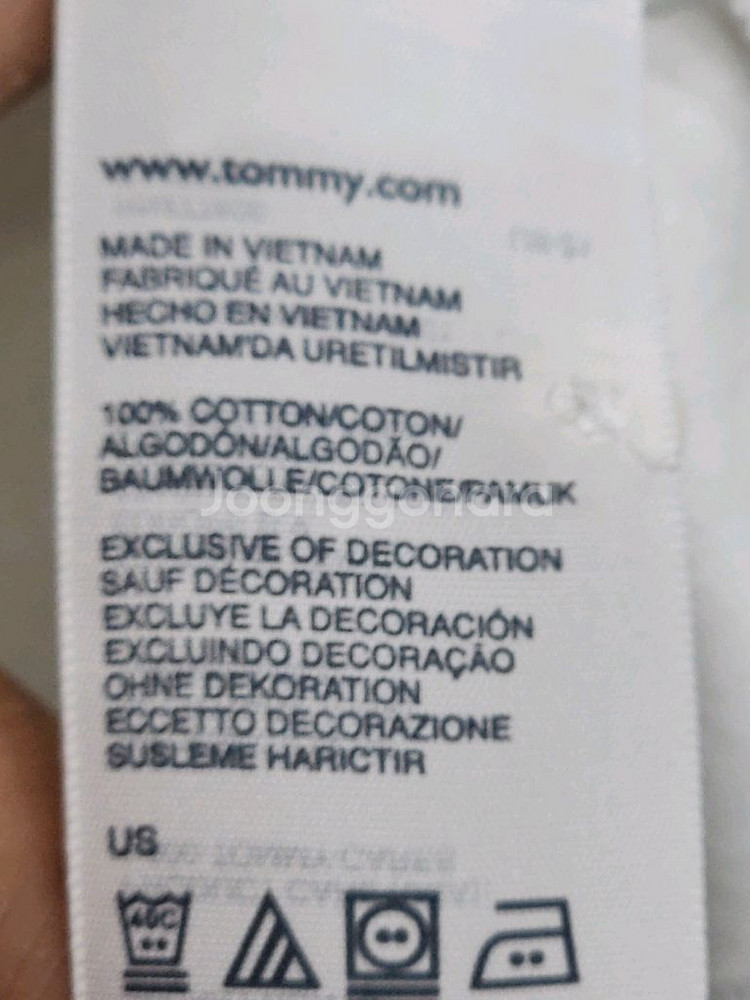 www.tommy.com
MADE IN VIETNAM
FABRIQUÉ AU VIETNAM
HECHO EN VIETNAM
VIETNAM'DA URETILMISTIR
100% COTTON/COTON/
ALGODÓN/ALGODÃO/
BAUMWOLLE/COTONE/PAMUK
Joonggonara
EXCLUSIVE OF DECORATION
SAUF DÉCORATION
EXCLUYE LA DECORACIÓN
EXCLUINDO DECORAÇÃO
OHNE DEKORATION
ECCETTO DECORAZIONE
SUSLEME HARICTIR
US
40C